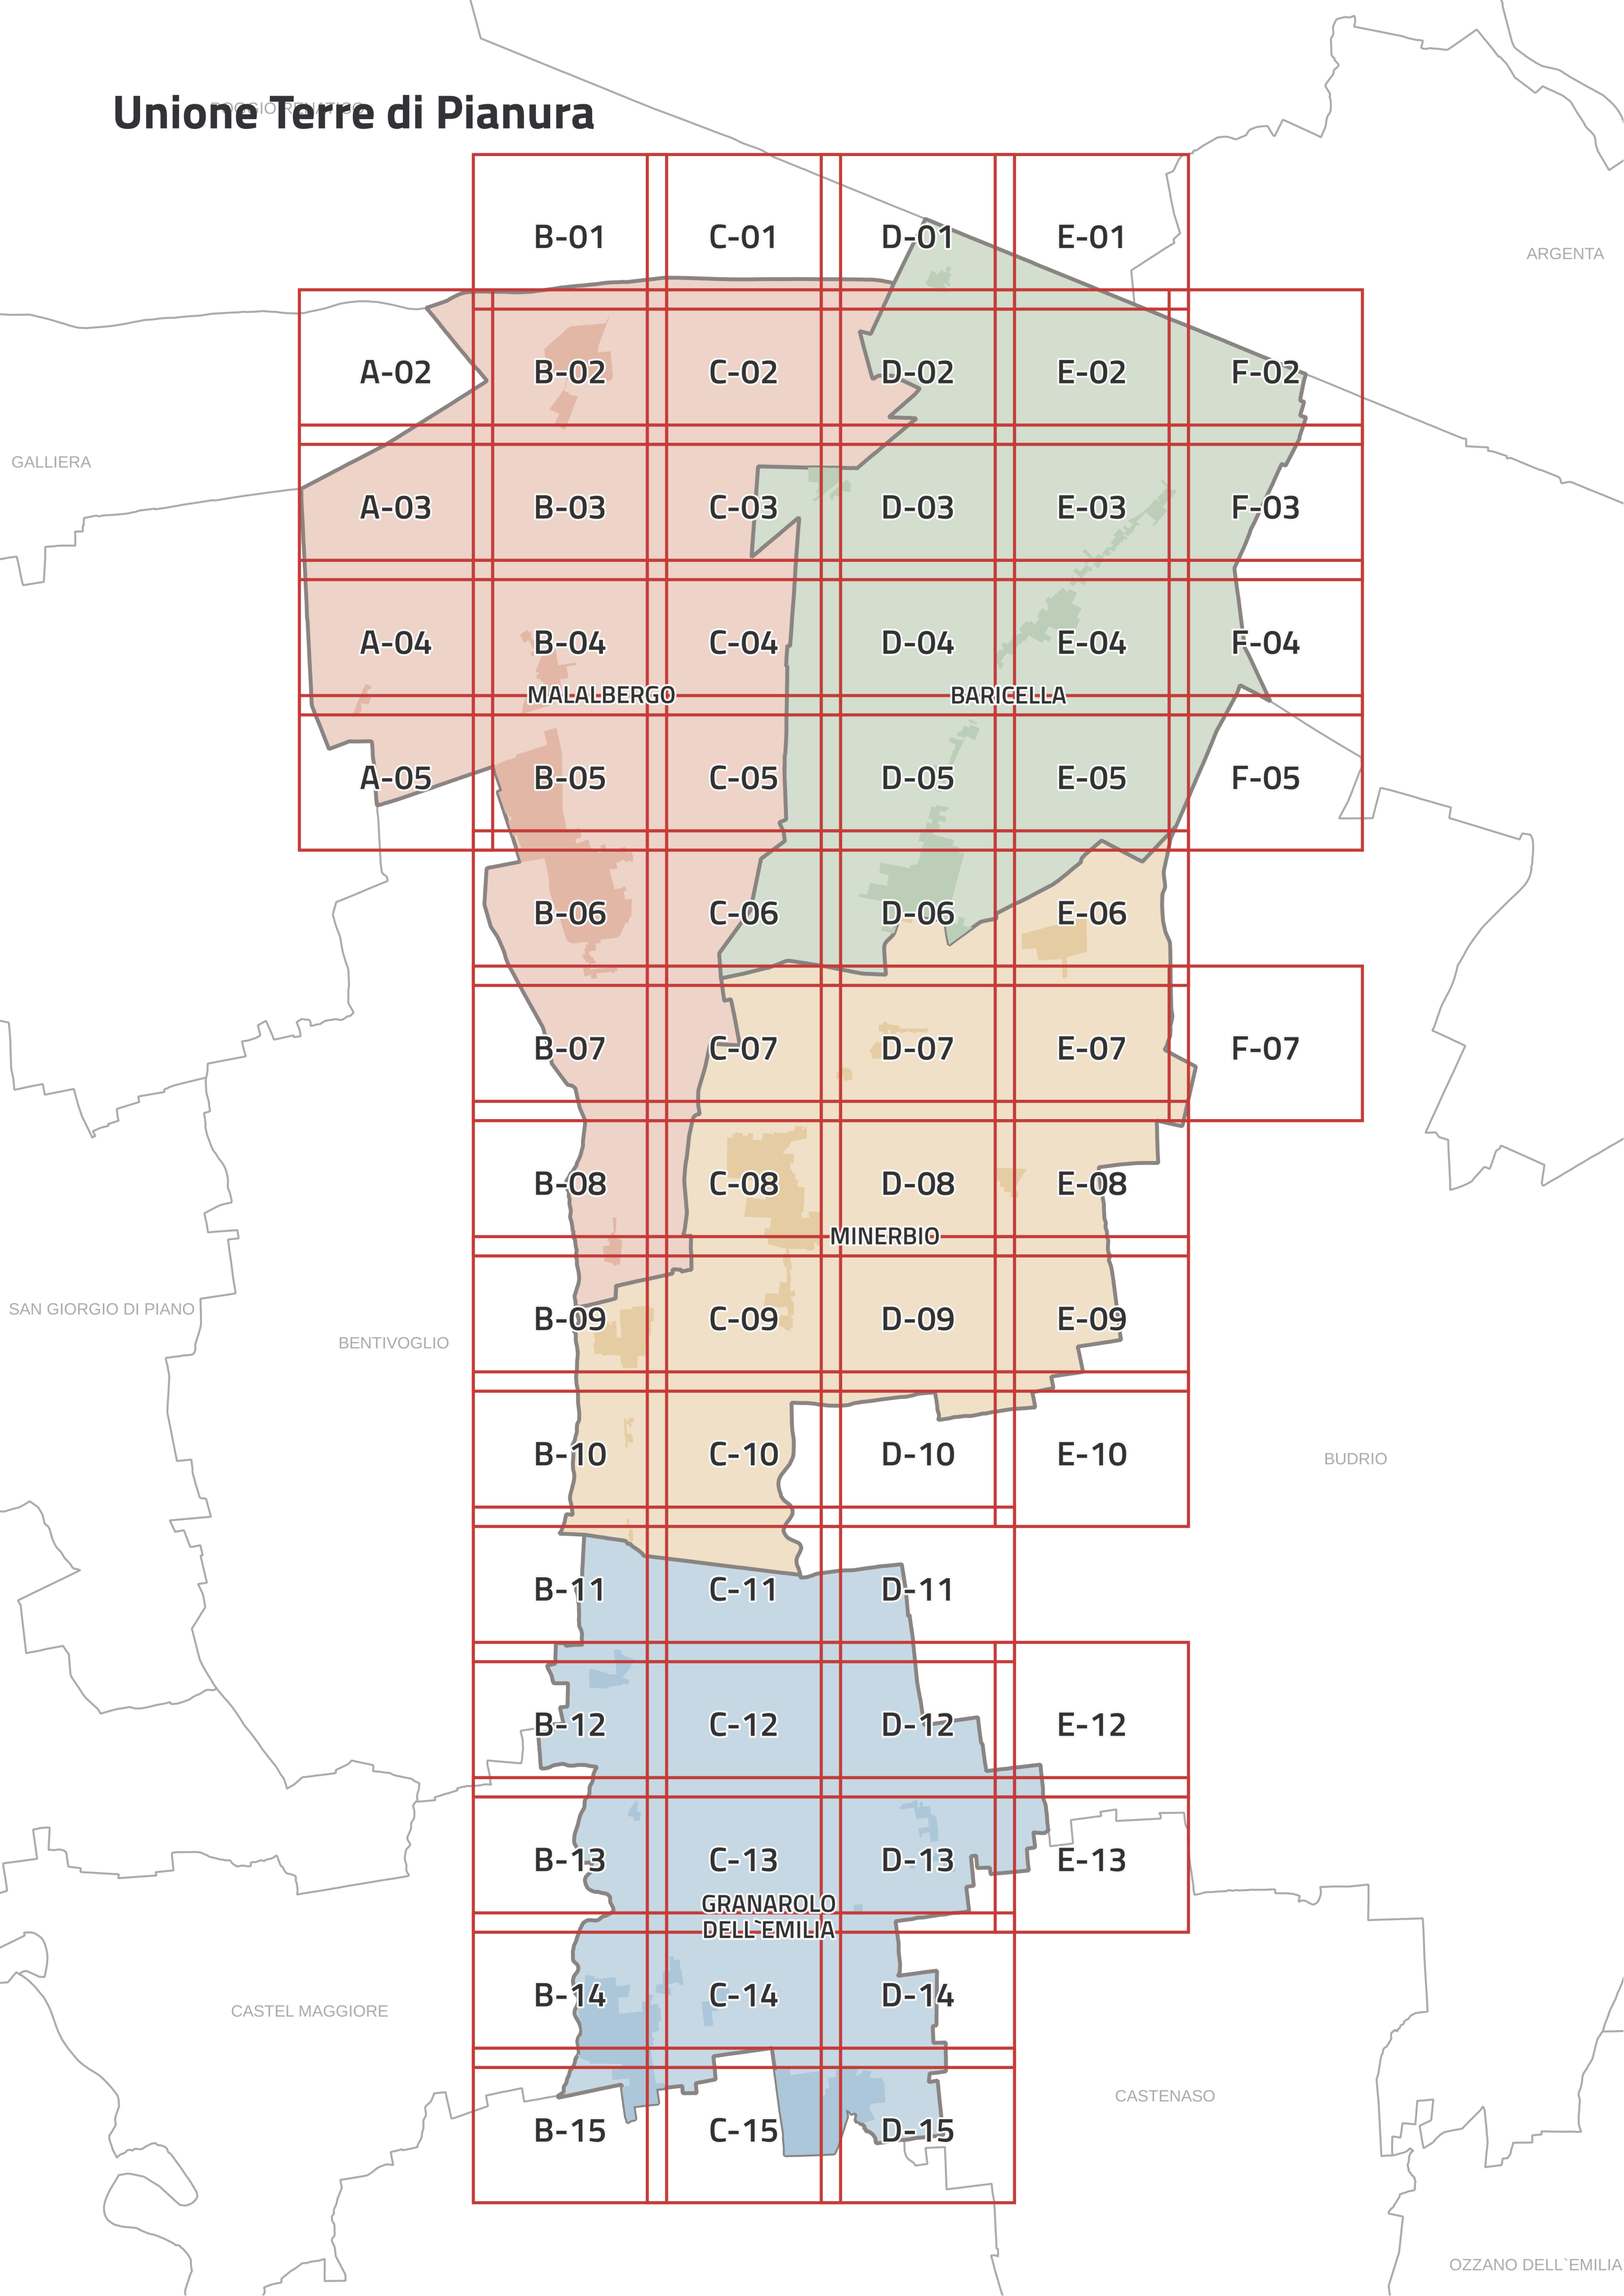 POGGIO RENATICO
Unione Terre di Pianura
B-01 C-01 D-01 E-01
ARGENTA
A-02 B-02 C-02 D-02 E-02 F-02
GALLIERA
A-03 B-03 C-03 D-03 E-03 F-03
A-04 B-04 C-04 D-04 E-04 F-04
MALALBERGO BARICELLA
A-05 B-05 C-05 D-05 E-05 F-05
B-06 C-06 D-06 E-06
B-07 C-07 D-07 E-07 F-07
B-08 C-08 D-08 E-08
MINERBIO
SAN GIORGIO DI PIANO
B-09 C-09 D-09 E-09
BENTIVOGLIO
B-10 C-10 D-10 E-10
BUDRIO
B-11 C-11 D-11
B-12 C-12 D-12 E-12
B-13 C-13 D-13 E-13
GRANAROLO
DELL`EMILIA
B-14 C-14 D-14
CASTEL MAGGIORE
CASTENASO
B-15 C-15 D-15
OZZANO DELL`EMILIA